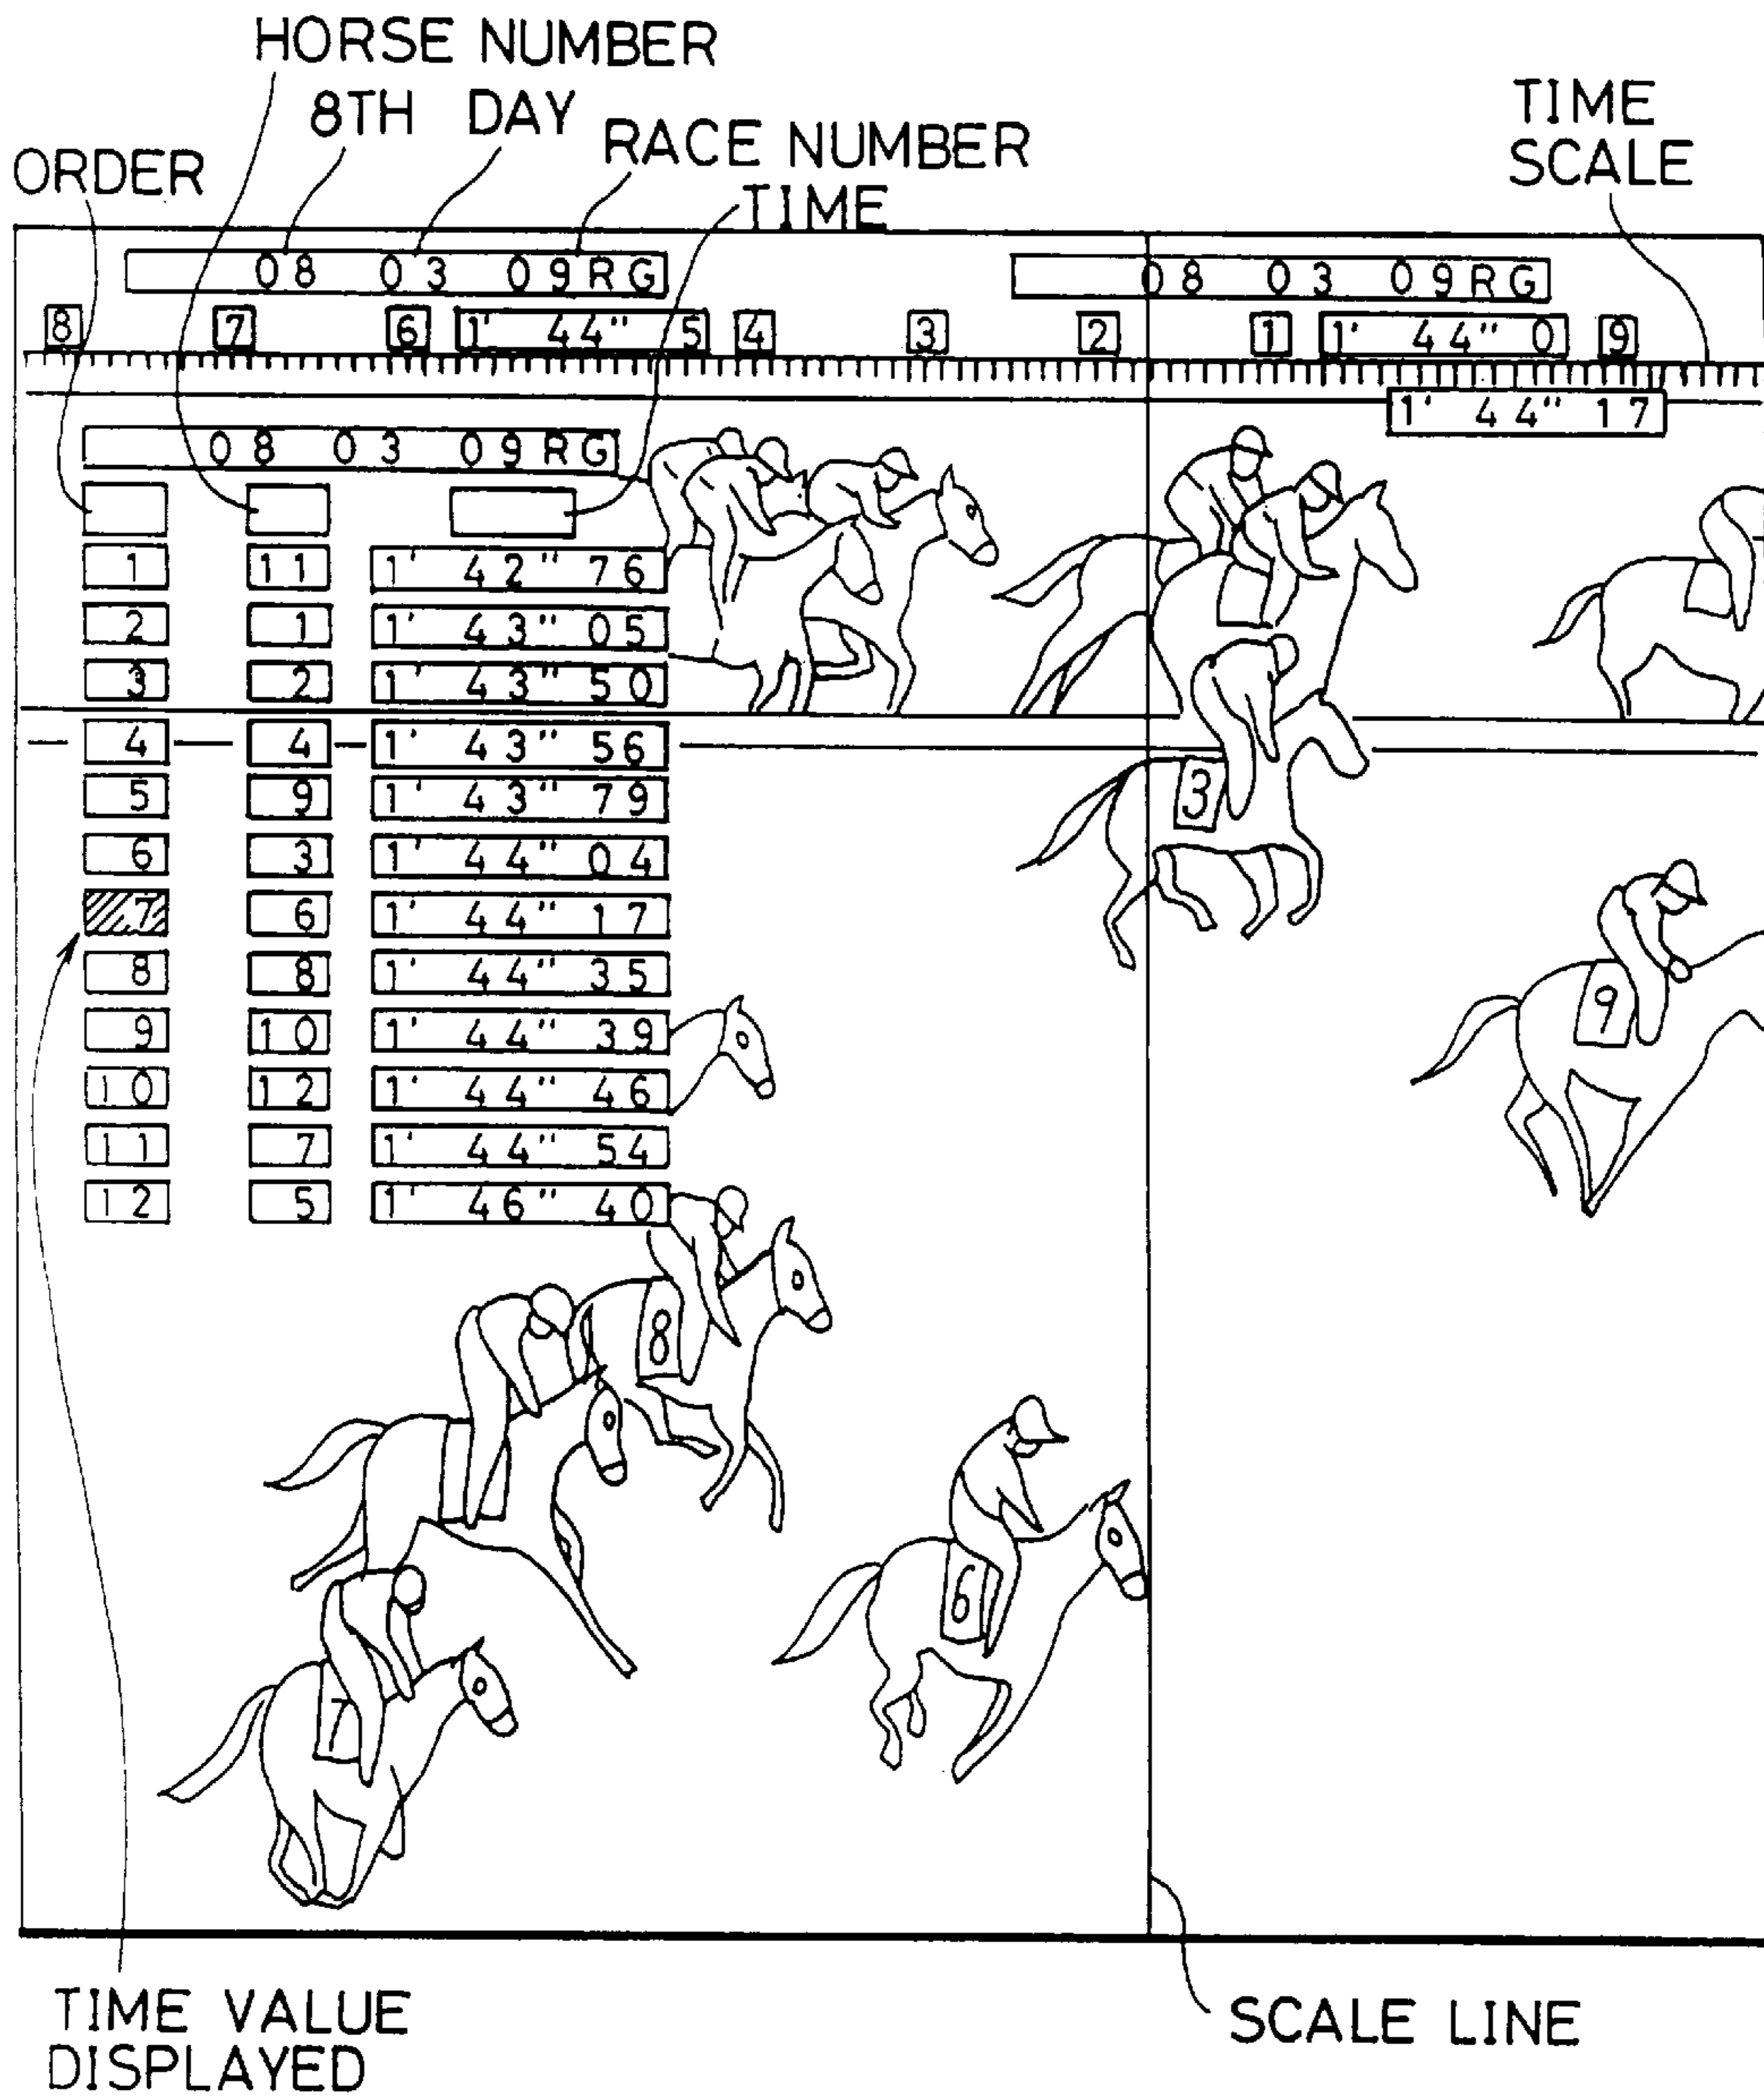 HORSE NUMBER
8TH DAY
RACE NUMBER
TIME SCALE
ORDER
TIME
08 03 09RG
08 03 09RG
8 7 6 1' 44" 5 4 3 2 1 1' 44" 0 9
1' 44" 17
08 03 09RG
1 11 1' 42" 76
2 1 1' 43" 05
3 2 1' 43" 50
4 4 1' 43" 56
5 9 1' 43" 79
6 3 1' 44" 04
7 6 1' 44" 17
8 8 1' 44" 35
9 10 1' 44" 39
10 12 1' 44" 46
11 7 1' 44" 54
12 5 1' 46" 40
3
9
8
6
7
TIME VALUE
DISPLAYED
SCALE LINE